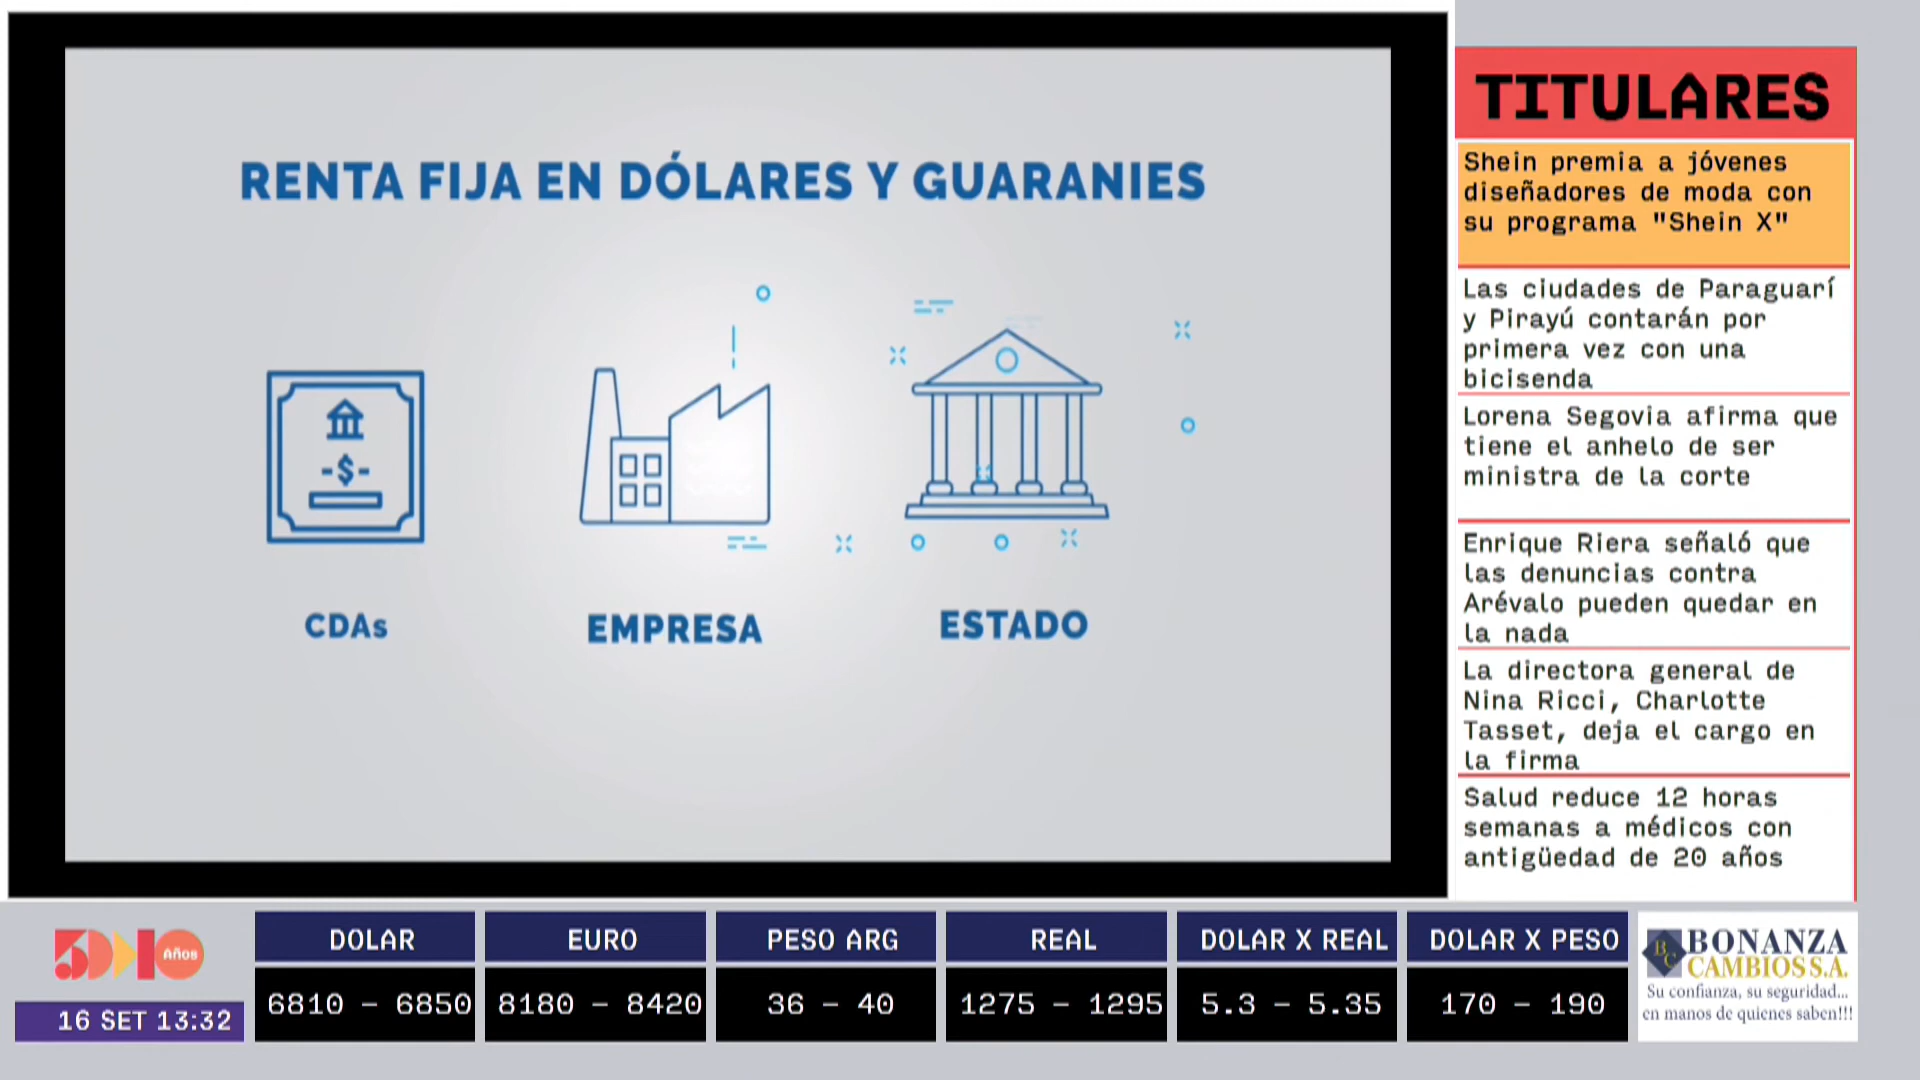 RENTA FIJA EN DÓLARES Y GUARANIES
-$-
CDAs
EMPRESA
ESTADO
TITULARES
Shein premia a jóvenes
diseñadores de moda con
su programa "Shein X"
Las ciudades de Paraguarí
y Pirayú contarán por
primera vez con una
bicisenda
Lorena Segovia afirma que
tiene el anhelo de ser
ministra de la corte
Enrique Riera señaló que
las denuncias contra
Arévalo pueden quedar en
la nada
La directora general de
Nina Ricci, Charlotte
Tasset, deja el cargo en
la firma
Salud reduce 12 horas
semanas a médicos con
antigüedad de 20 años
Años
16 SET 13:32
DOLAR
6810 - 6850
EURO
8180 - 8420
PESO ARG
36 - 40
REAL
1275 - 1295
DOLAR X REAL
5.3 - 5.35
DOLAR X PESO
170 - 190
BC
BONANZA
CAMBIOS S.A.
Su confianza, su seguridad...
en manos de quienes saben!!!